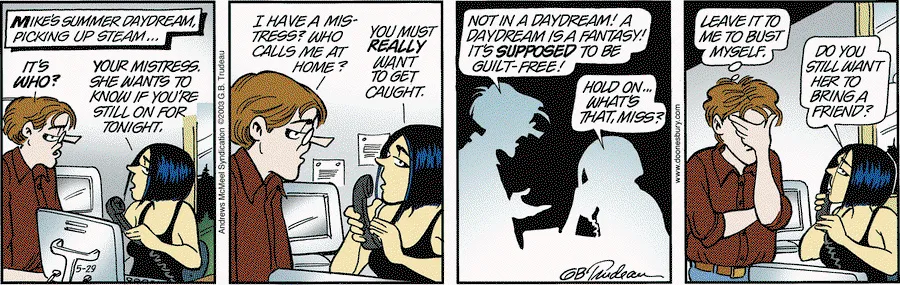 MIKE'S SUMMER DAYDREAM,
PICKING UP STEAM...
IT'S
WHO?
YOUR MISTRESS.
SHE WANTS TO
KNOW IF YOU'RE
STILL ON FOR
TONIGHT.
5-29
Andrews McMeel Syndication ©2003 G.B. Trudeau
I HAVE A MIS-
TRESS? WHO
CALLS ME AT
HOME?
YOU MUST
REALLY
WANT
TO GET
CAUGHT.
NOT IN A DAYDREAM! A
DAYDREAM IS A FANTASY!
IT'S SUPPOSED TO BE
GUILT-FREE!
HOLD ON...
WHAT'S
THAT, MISS?
GBTrudeau
www.doonesbury.com
LEAVE IT TO
ME TO BUST
MYSELF.
DO YOU
STILL WANT
HER TO
BRING A
FRIEND?